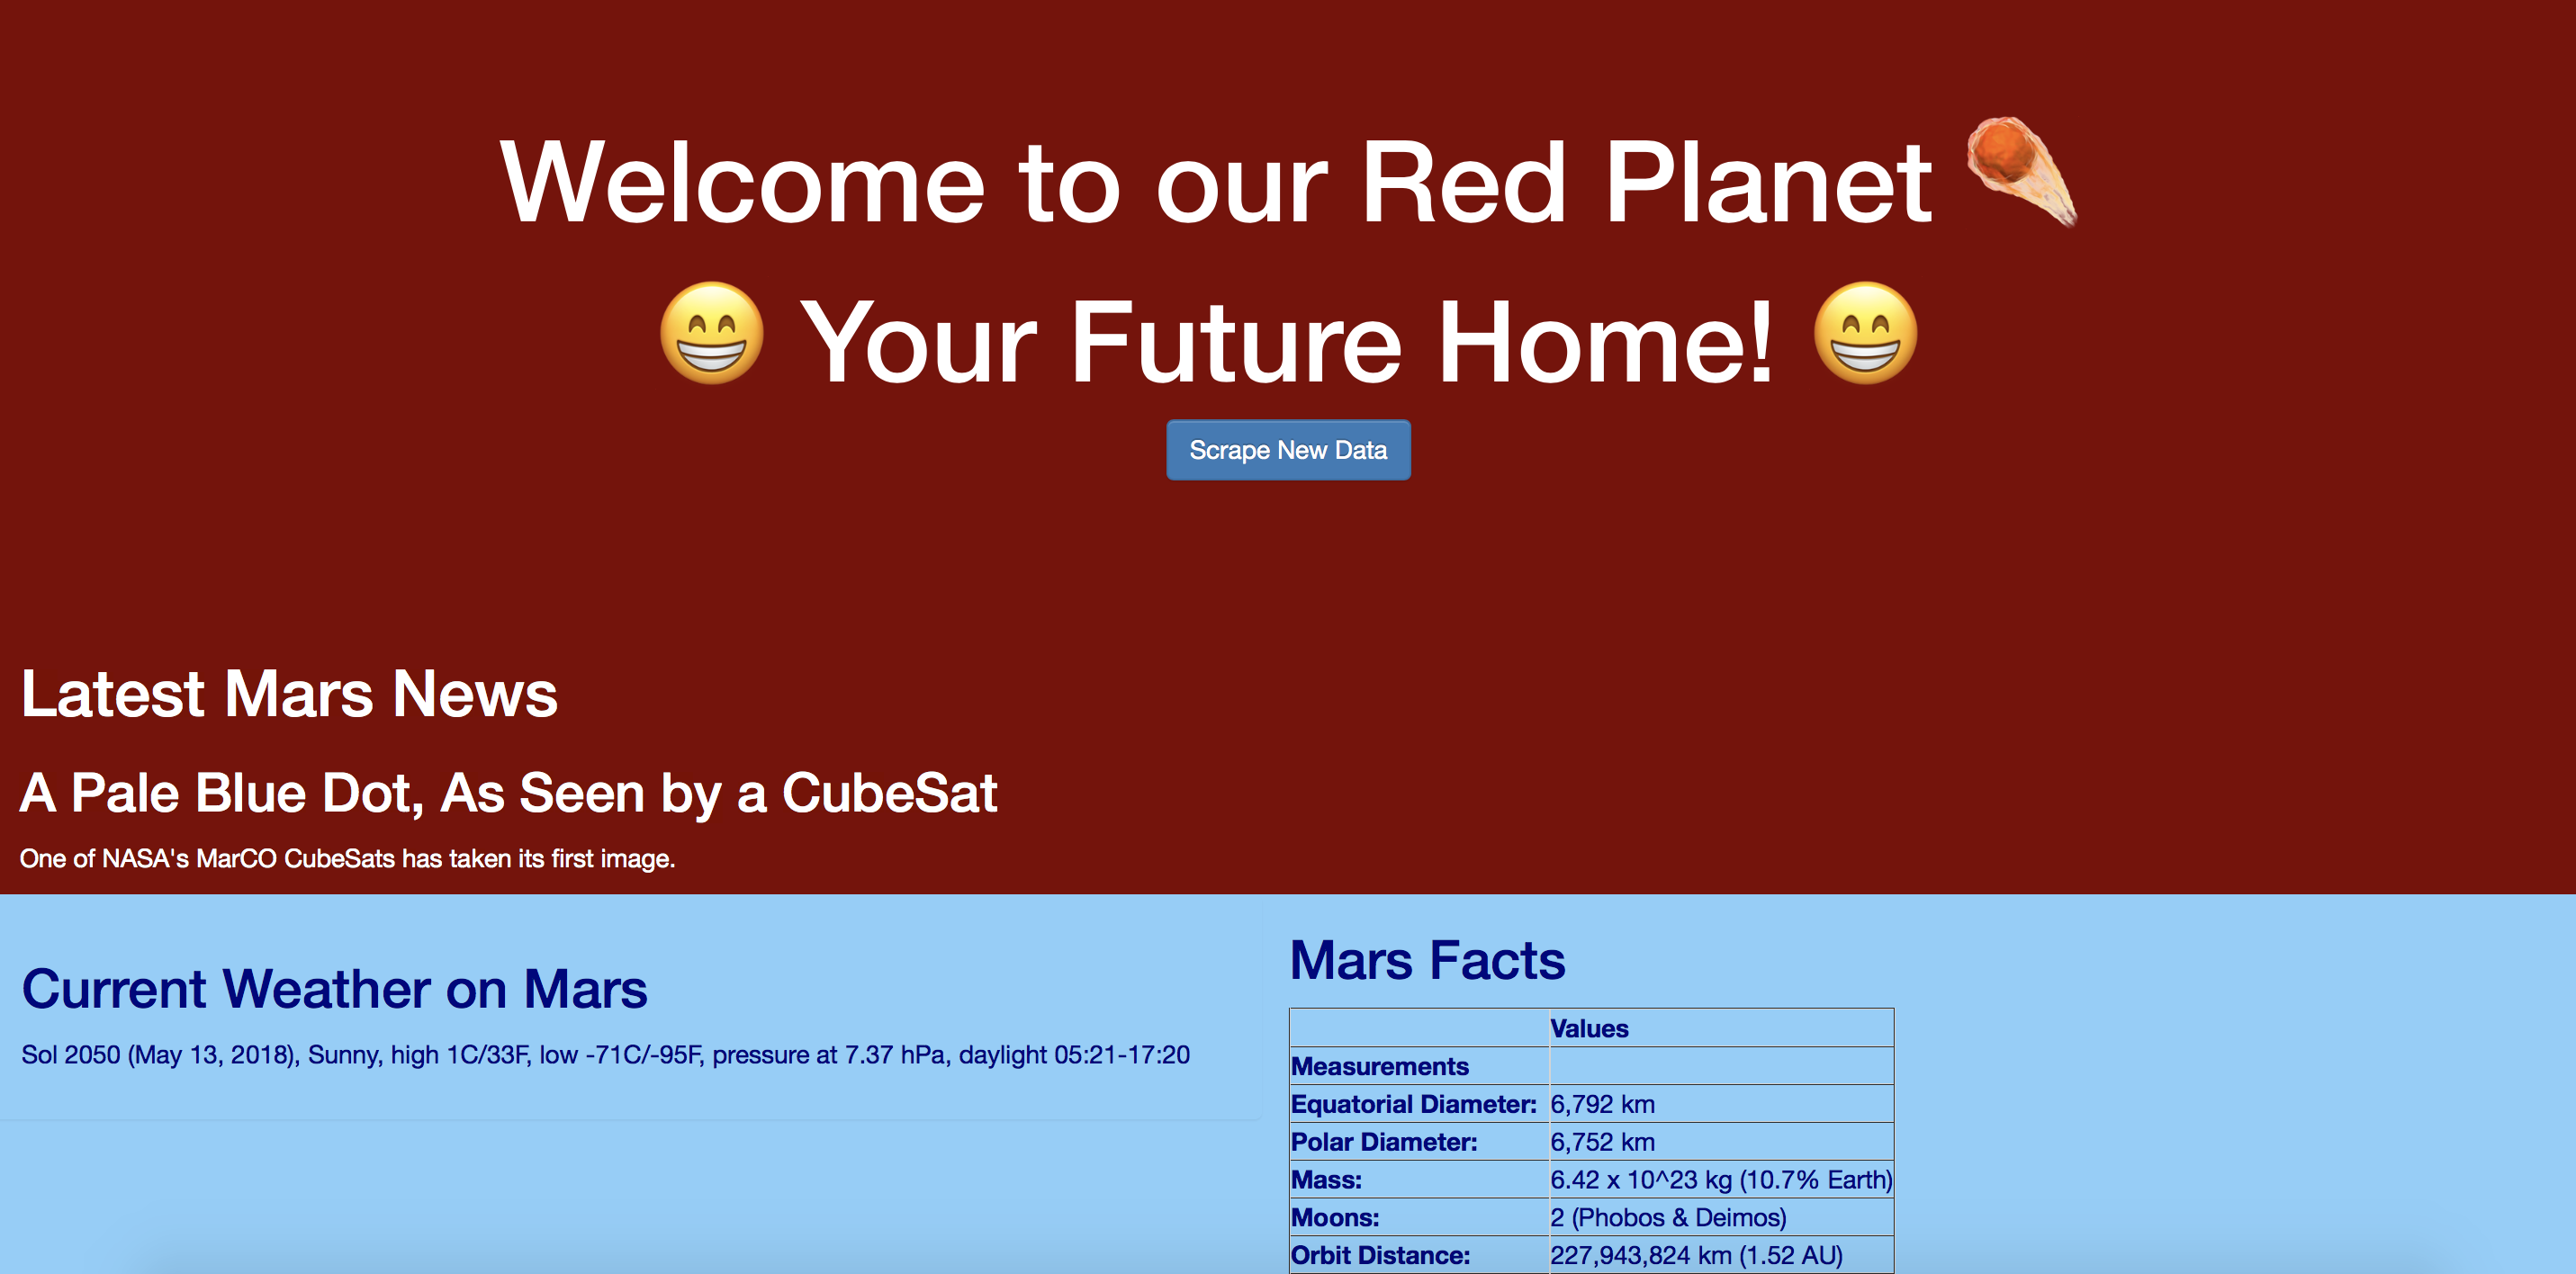 Welcome to our Red Planet ☄️
😁 Your Future Home! 😁
Scrape New Data
Latest Mars News
A Pale Blue Dot, As Seen by a CubeSat
One of NASA's MarCO CubeSats has taken its first image.
Current Weather on Mars
Sol 2050 (May 13, 2018), Sunny, high 1C/33F, low -71C/-95F, pressure at 7.37 hPa, daylight 05:21-17:20
Mars Facts
Values
Measurements
Equatorial Diameter: 6,792 km
Polar Diameter: 6,752 km
Mass: 6.42 x 10^23 kg (10.7% Earth)
Moons: 2 (Phobos & Deimos)
Orbit Distance: 227,943,824 km (1.52 AU)